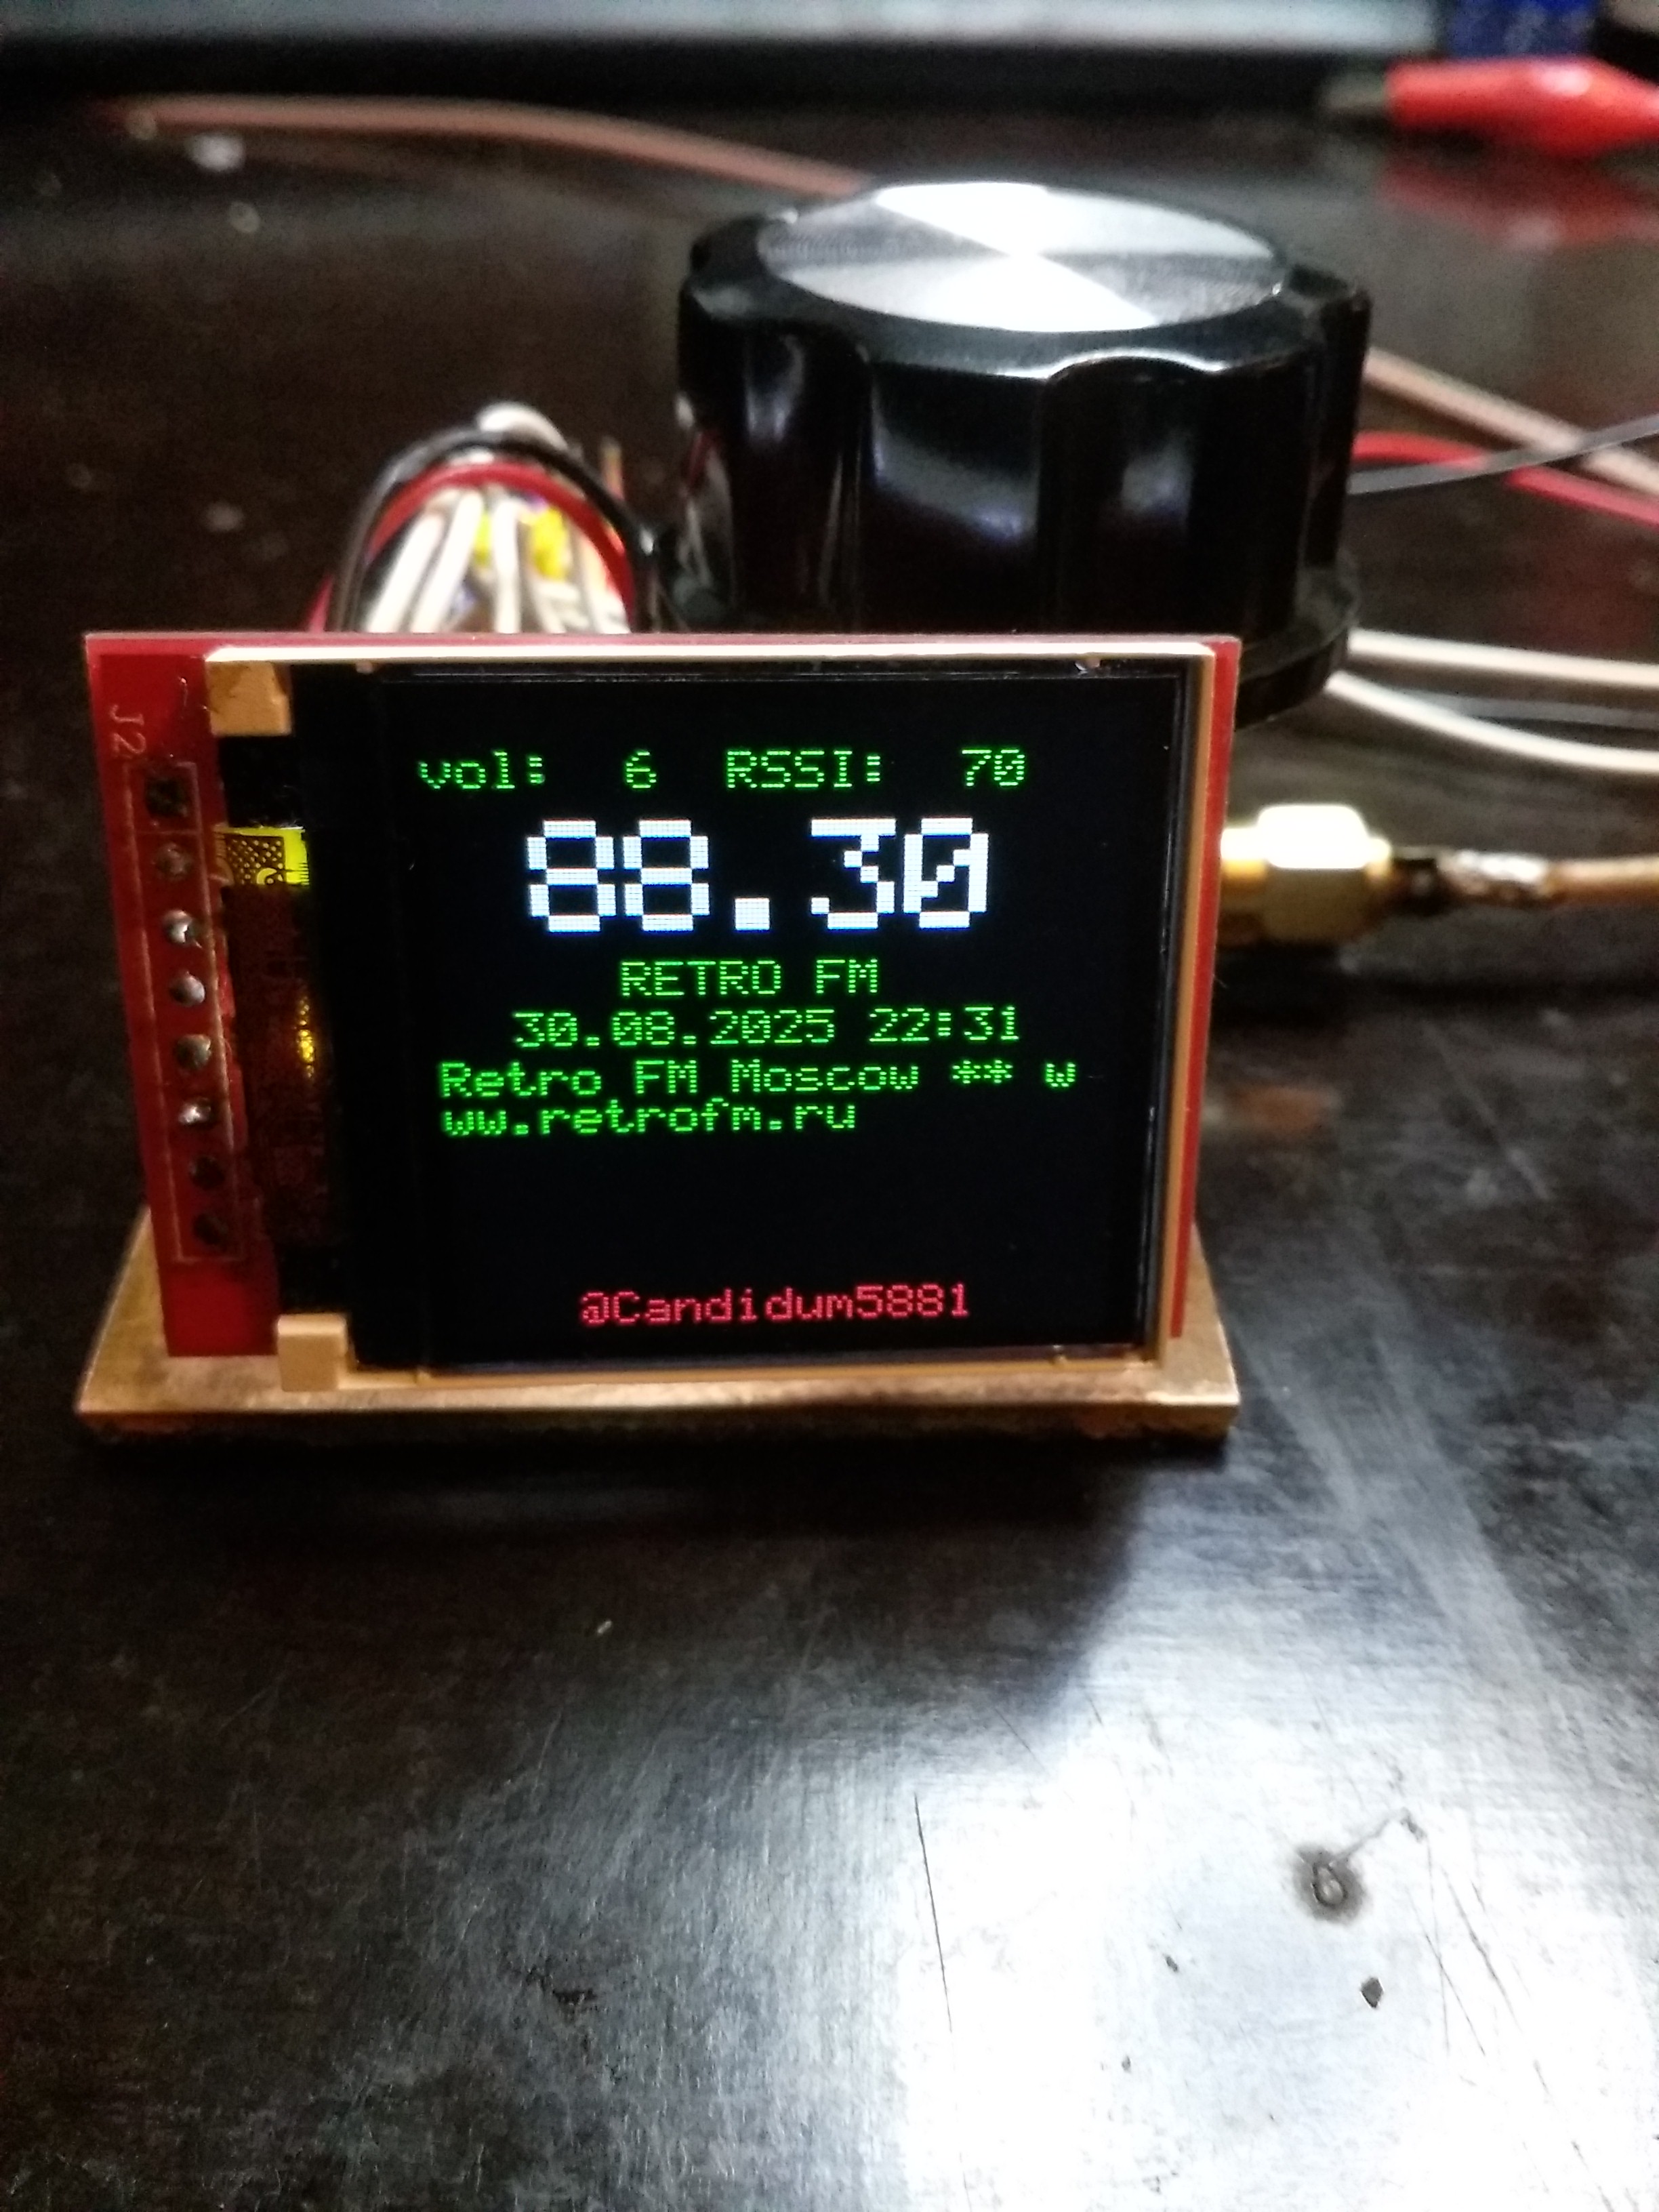 J2
vol: 6 RSSI: 70
88.30
RETRO FM
30.08.2025 22:31
Retro FM Moscow ** w
ww.retrofm.ru
@Candidum5881